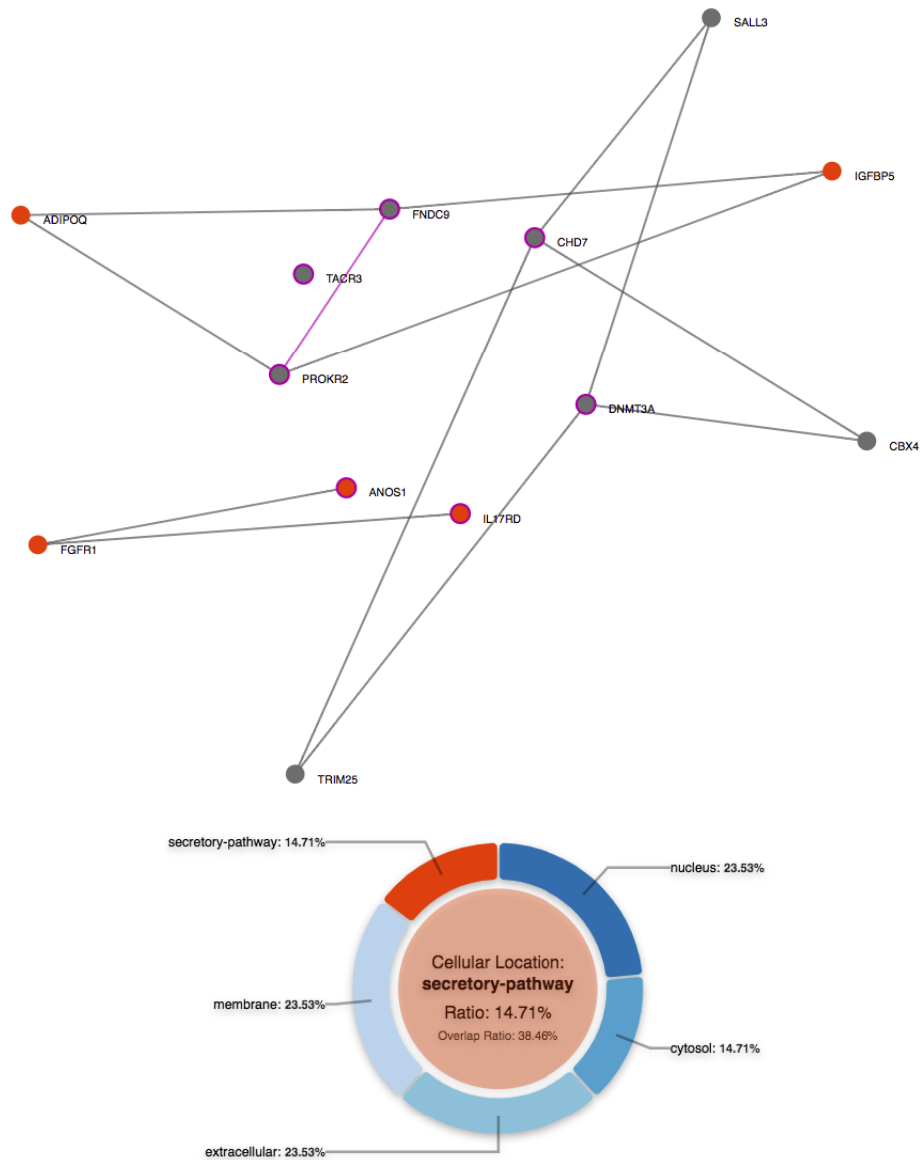 SALL3
IGFBP5
ADIPOQ
FNDC9
CHD7
TACR3
PROKR2
DNMT3A
CBX4
ANOS1
IL17RD
FGFR1
TRIM25
secretory-pathway: 14.71%
nucleus: 23.53%
Cellular Location:
secretory-pathway
Ratio: 14.71%
Overlap Ratio: 38.46%
membrane: 23.53%
cytosol: 14.71%
extracellular: 23.53%